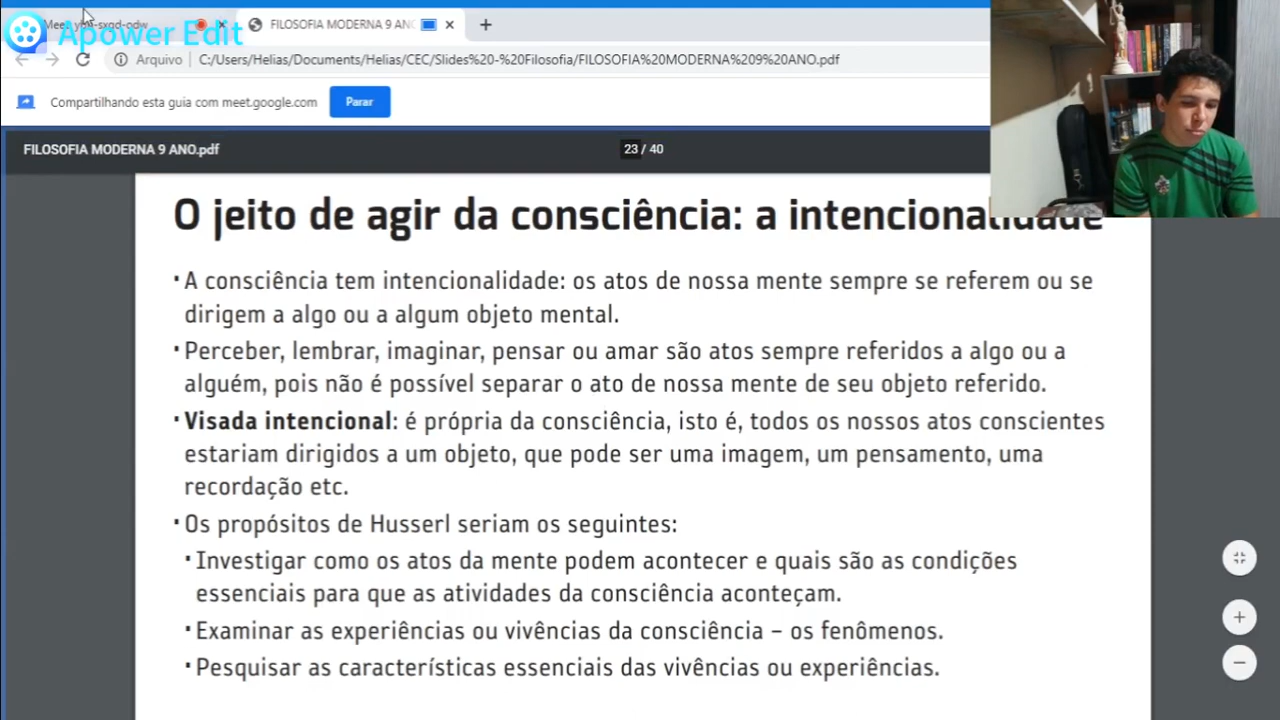 Apower Edit
FILOSOFIA MODERNA 9 ANO
Arquivo
C:/Users/Helias/Documents/Helias/CEC/Slides%20-%20Filosofia/FILOSOFIA%20MODERNA%209%20ANO.pdf
Compartilhando esta guia com meet.google.com
Parar
FILOSOFIA MODERNA 9 ANO.pdf
23 / 40
O jeito de agir da consciência: a intencionalidade
· A consciência tem intencionalidade: os atos de nossa mente sempre se referem ou se
dirigem a algo ou a algum objeto mental.
· Perceber, lembrar, imaginar, pensar ou amar são atos sempre referidos a algo ou a
alguém, pois não é possível separar o ato de nossa mente de seu objeto referido.
· Visada intencional: é própria da consciência, isto é, todos os nossos atos conscientes
estariam dirigidos a um objeto, que pode ser uma imagem, um pensamento, uma
recordação etc.
· Os propósitos de Husserl seriam os seguintes:
· Investigar como os atos da mente podem acontecer e quais são as condições
essenciais para que as atividades da consciência aconteçam.
· Examinar as experiências ou vivências da consciência – os fenômenos.
· Pesquisar as características essenciais das vivências ou experiências.